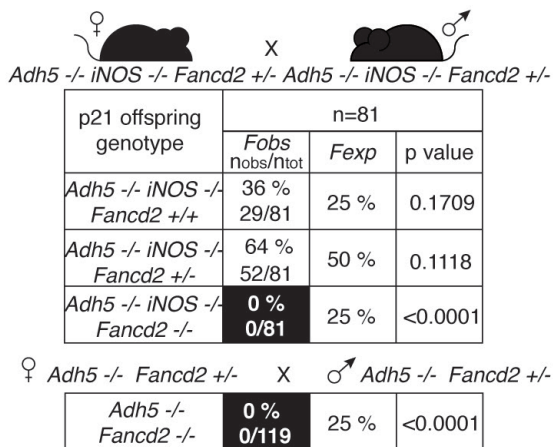 ♀ X ♂
Adh5 -/- iNOS -/- Fancd2 +/- Adh5 -/- iNOS -/- Fancd2 +/-
p21 offspring genotype n=81
Fobs nobs/ntot Fexp p value
Adh5 -/- iNOS -/- Fancd2 +/+ 36 % 29/81 25 % 0.1709
Adh5 -/- iNOS -/- Fancd2 +/- 64 % 52/81 50 % 0.1118
Adh5 -/- iNOS -/- Fancd2 -/- 0 % 0/81 25 % <0.0001
♀ Adh5 -/- Fancd2 +/- X ♂ Adh5 -/- Fancd2 +/-
Adh5 -/- Fancd2 -/- 0 % 0/119 25 % <0.0001